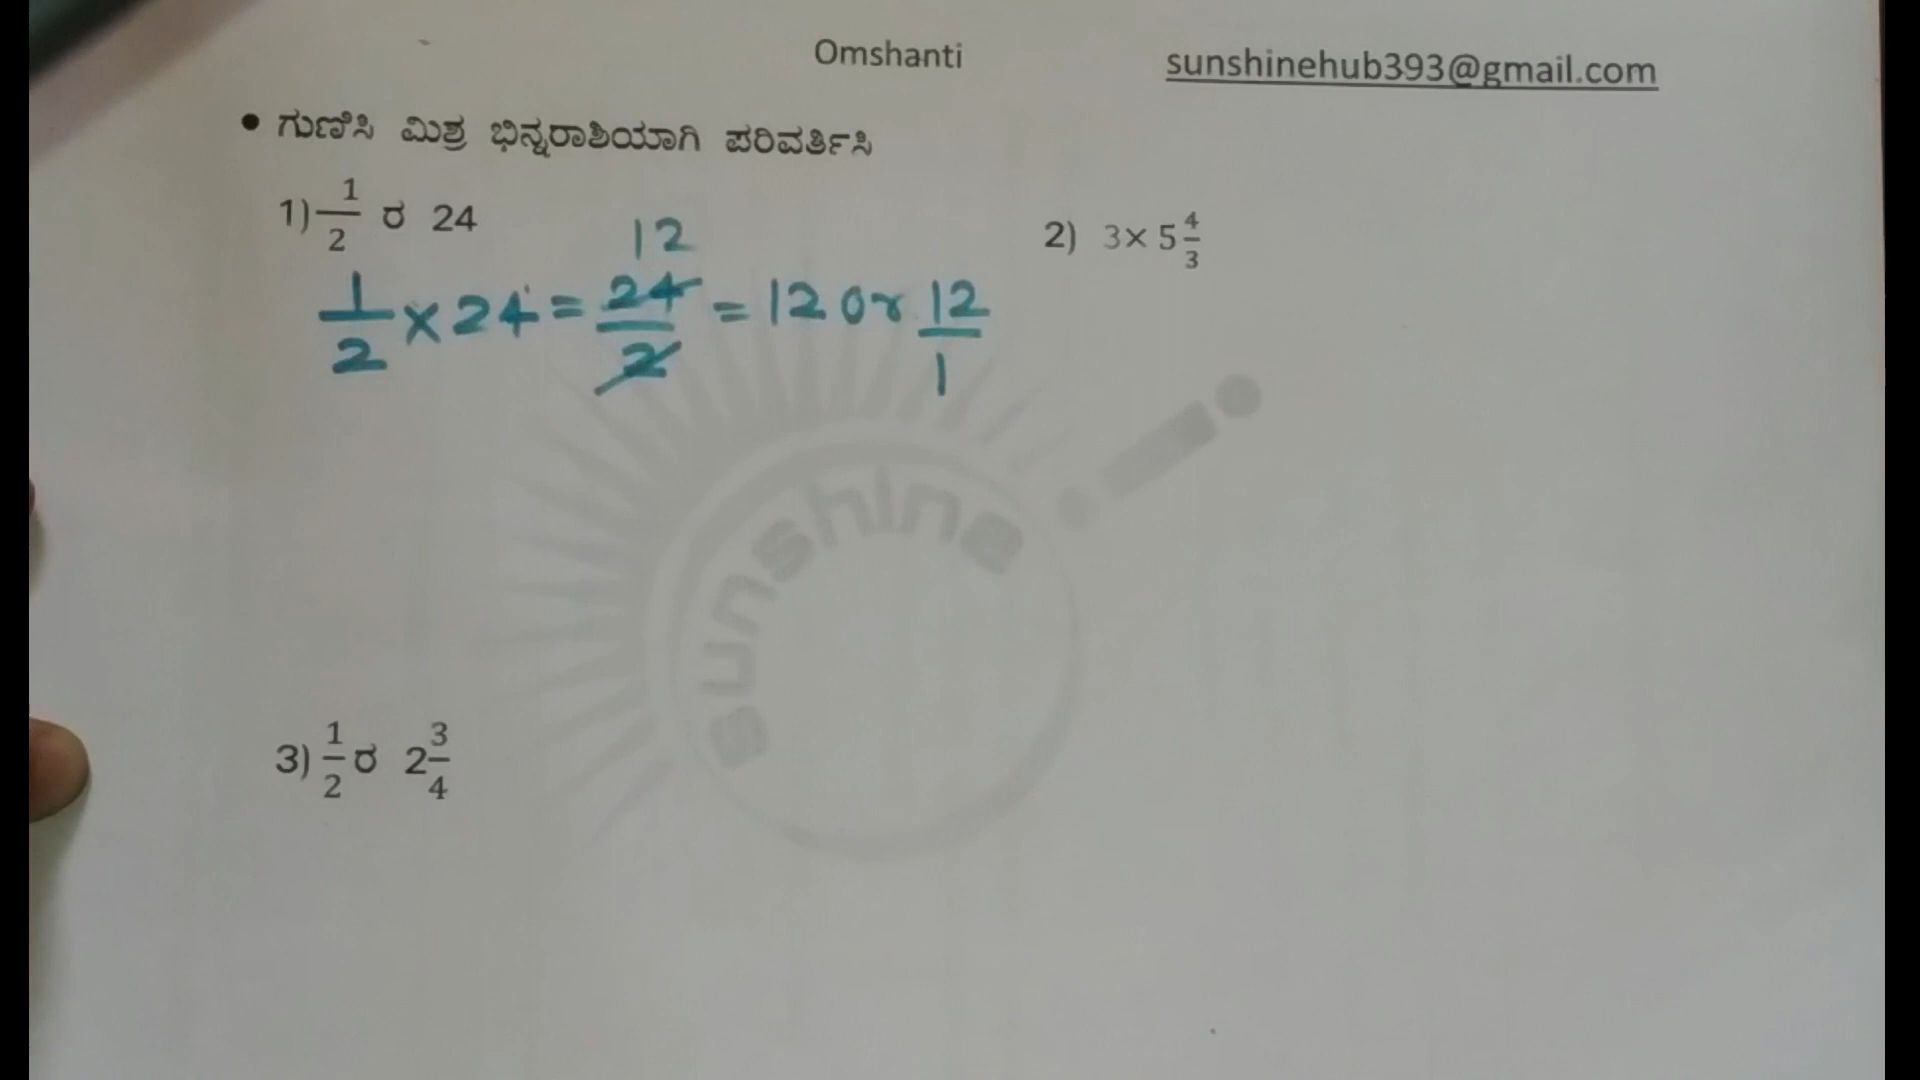 Omshanti sunshinehub393@gmail.com
• ಗುಣಿಸಿ ಮಿಶ್ರ ಭಿನ್ನರಾಶಿಯಾಗಿ ಪರಿವರ್ತಿಸಿ
1) 1/2 ರ 24
2) 3× 5 4/3
1/2 × 24 = 24/2 12 = 12 or 12/1
sunshine
3) 1/2 ರ 2 3/4